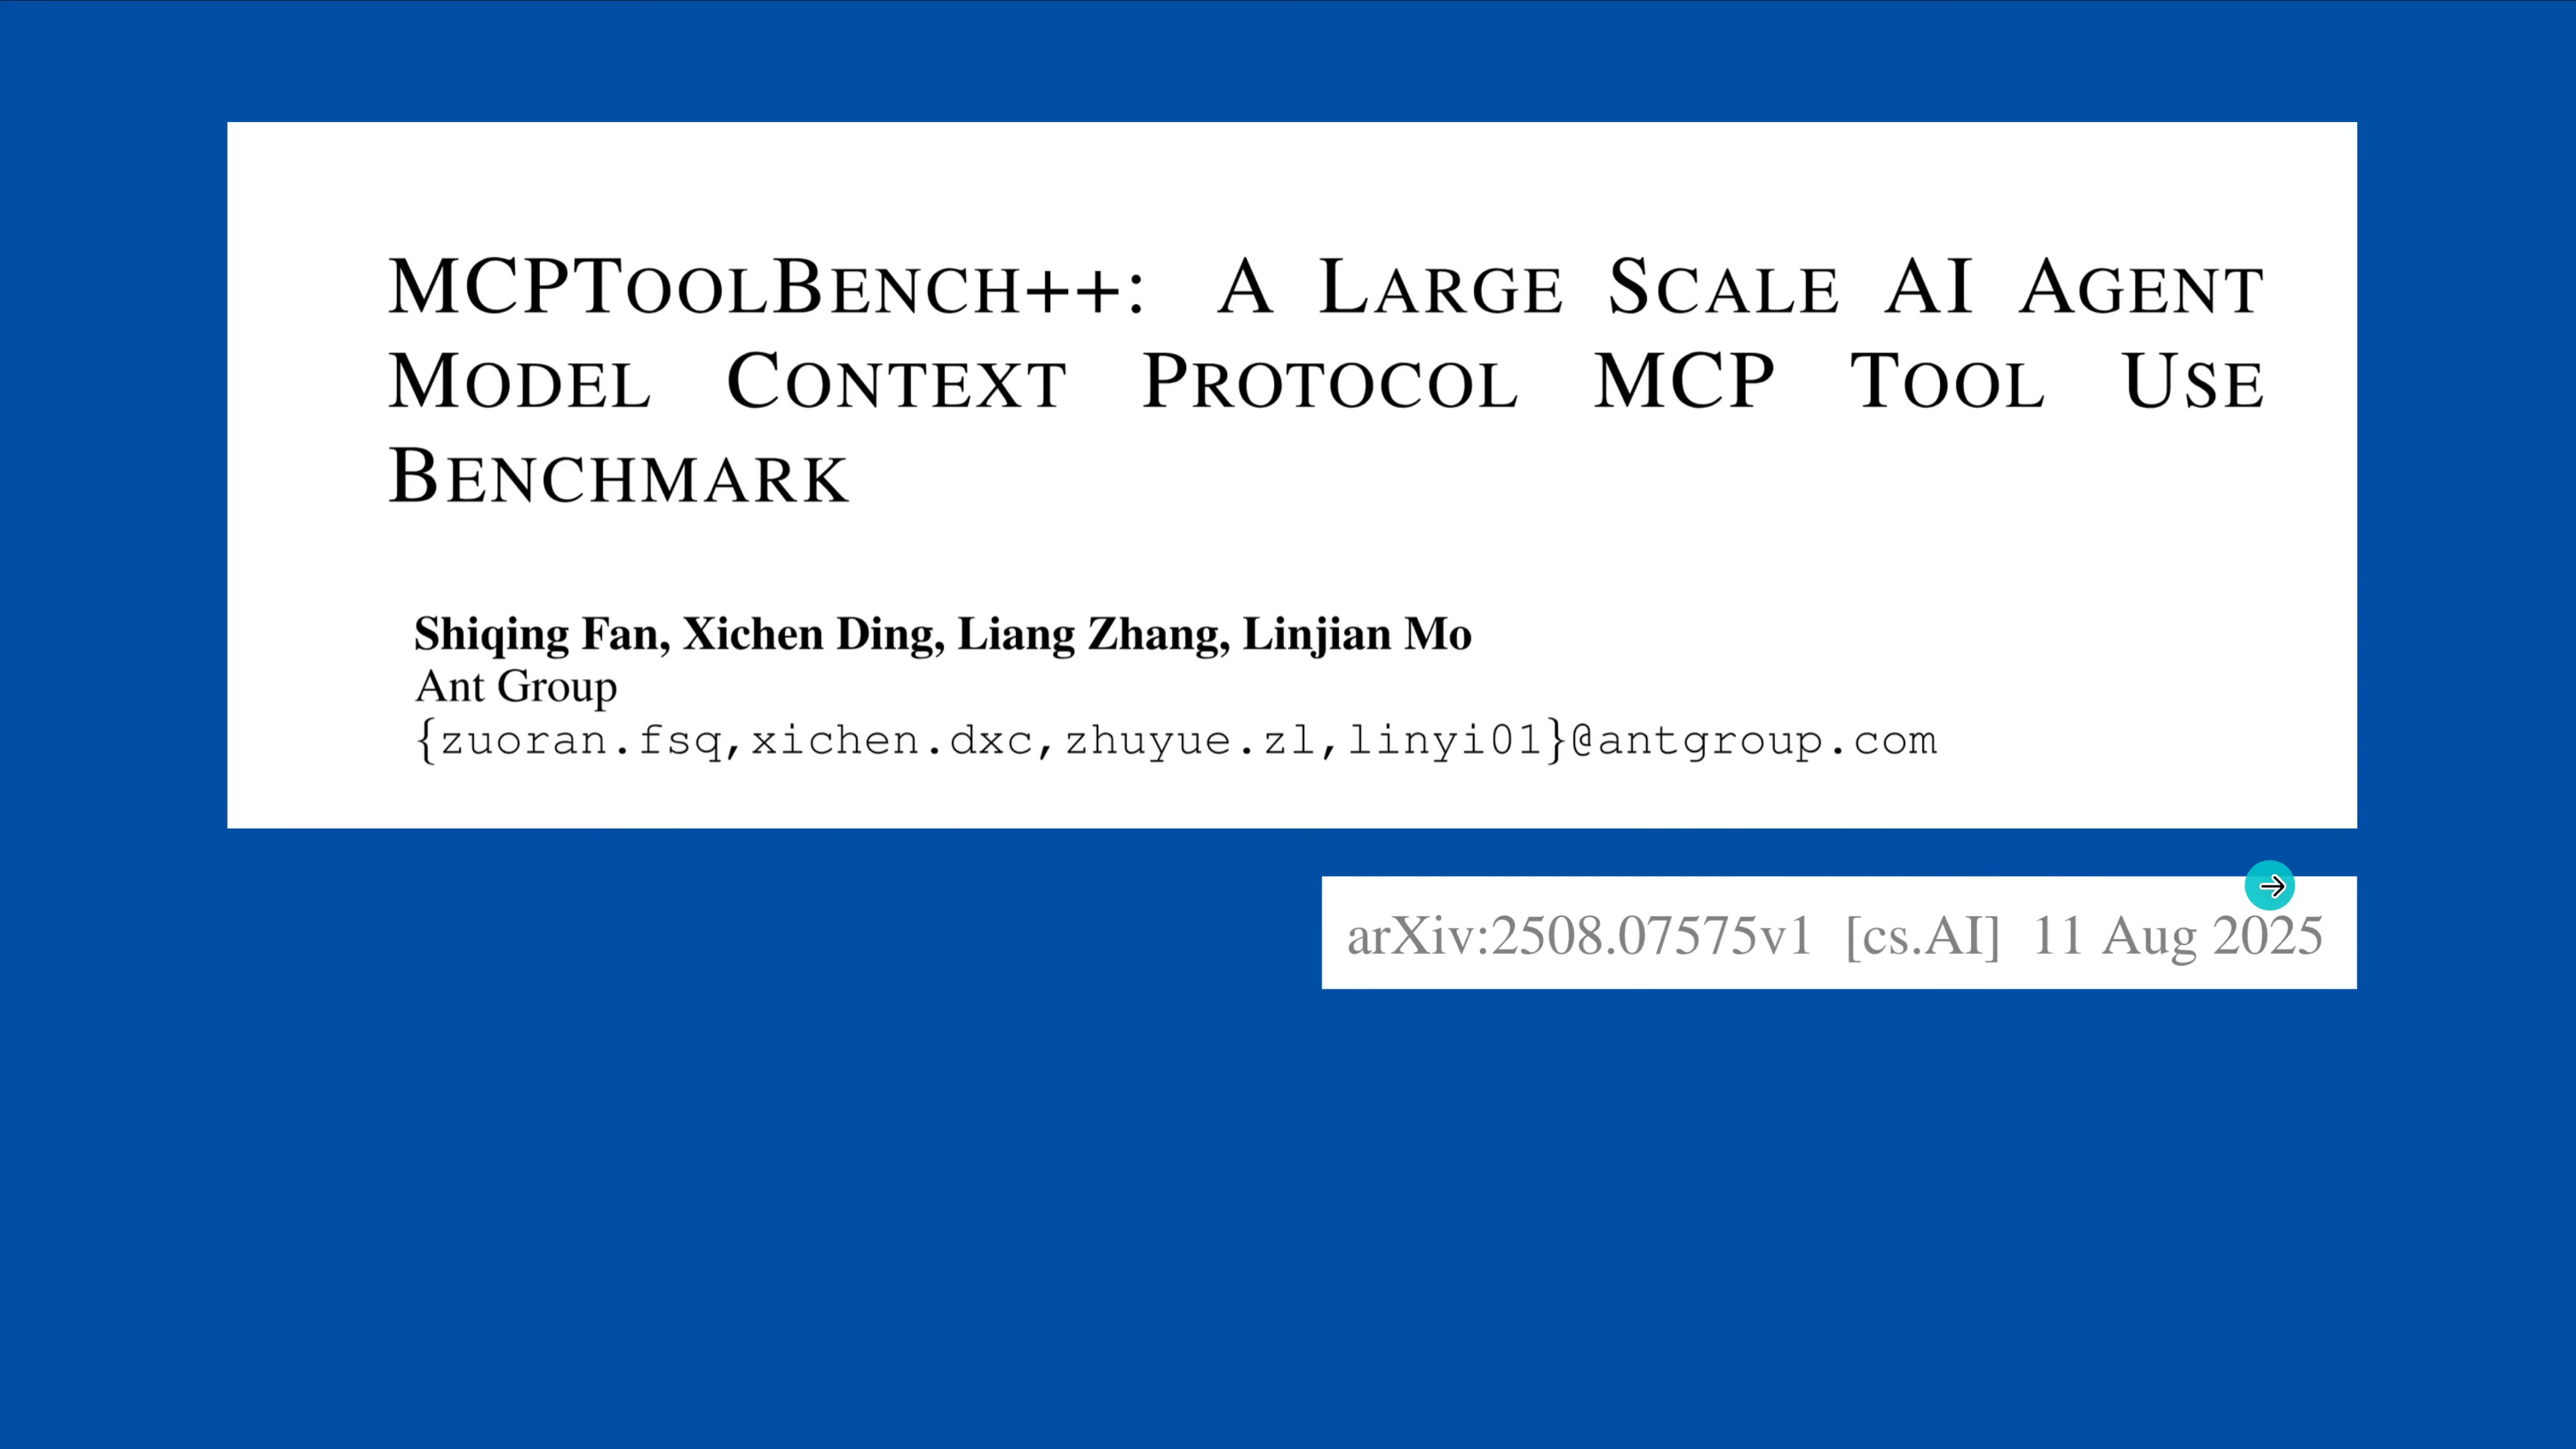 MCPTOOLBENCH++: A LARGE SCALE AI AGENT
MODEL CONTEXT PROTOCOL MCP TOOL USE
BENCHMARK
Shiqing Fan, Xichen Ding, Liang Zhang, Linjian Mo
Ant Group
{zuoran.fsq,xichen.dxc,zhuyue.zl,linyi01}@antgroup.com
arXiv:2508.07575v1 [cs.AI] 11 Aug 2025